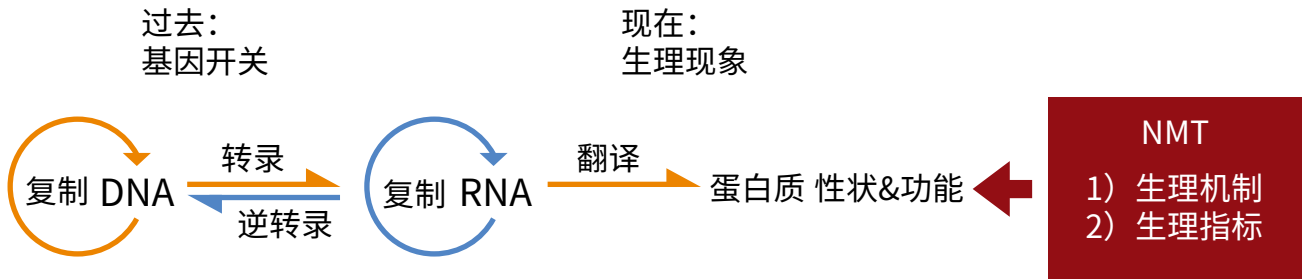 过去：
基因开关
现在：
生理现象
复制 DNA
转录
逆转录
复制 RNA
翻译
蛋白质 性状&功能
NMT
1）生理机制
2）生理指标